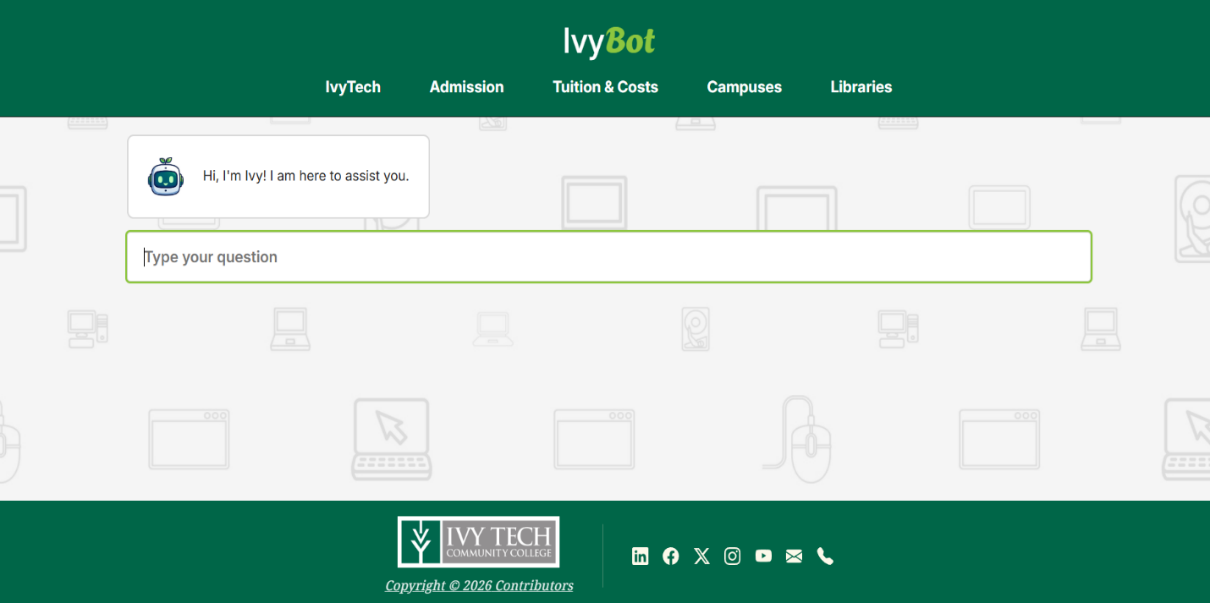 IvyBot
IvyTech Admission Tuition & Costs Campuses Libraries
Hi, I'm Ivy! I am here to assist you.
Type your question
IVY TECH
COMMUNITY COLLEGE
Copyright © 2026 Contributors